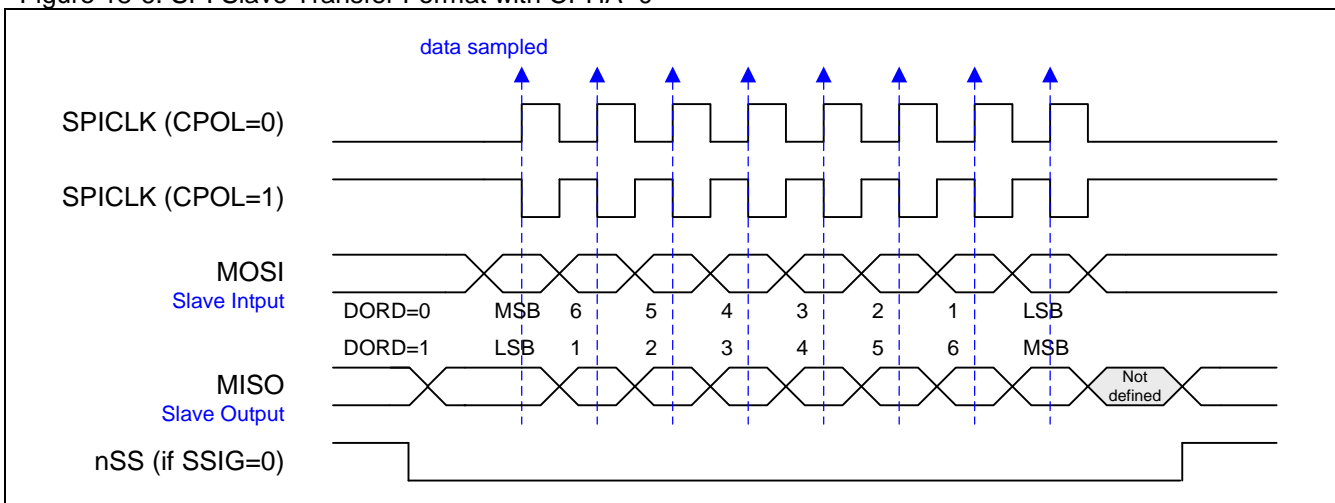 data sampled
SPICLK (CPOL=0)
SPICLK (CPOL=1)
MOSI
Slave Intput
DORD=0 MSB 6 5 4 3 2 1 LSB
DORD=1 LSB 1 2 3 4 5 6 MSB
MISO
Slave Output
Not
defined
nSS (if SSIG=0)